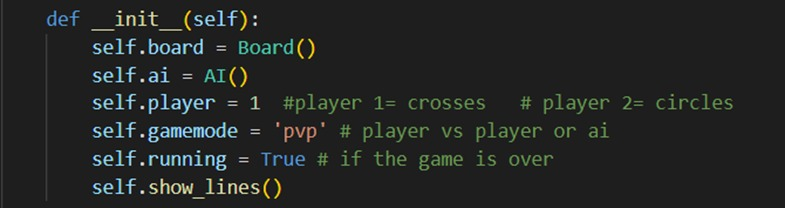 def __init__(self):
self.board = Board()
self.ai = AI()
self.player = 1  #player 1= crosses   # player 2= circles
self.gamemode = 'pvp' # player vs player or ai
self.running = True # if the game is over
self.show_lines()